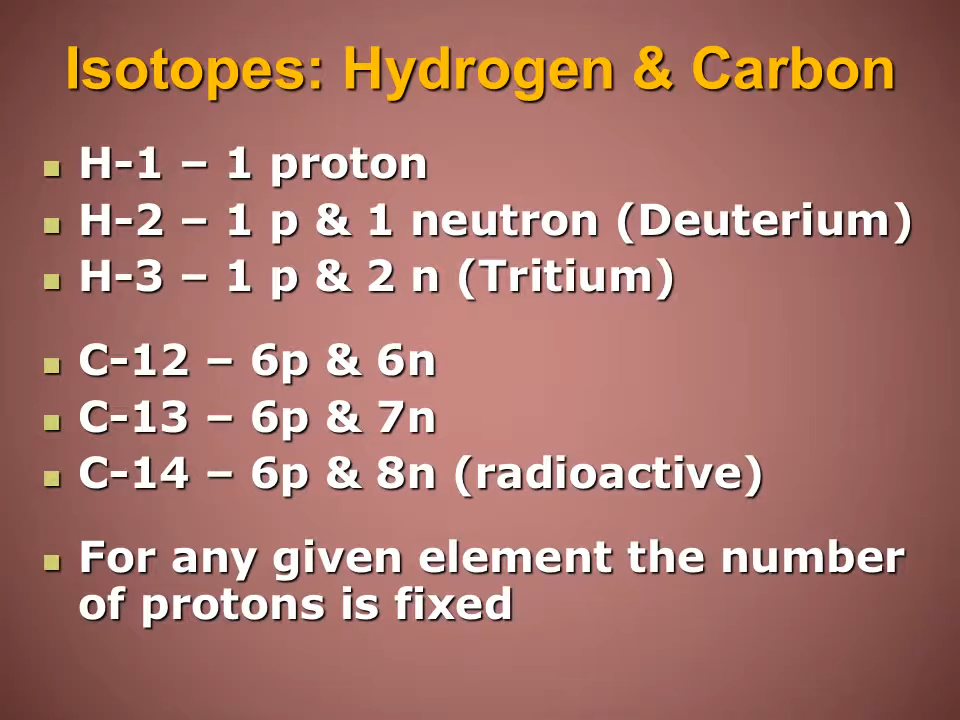 Isotopes: Hydrogen & Carbon
H-1 – 1 proton
H-2 – 1 p & 1 neutron (Deuterium)
H-3 – 1 p & 2 n (Tritium)
C-12 – 6p & 6n
C-13 – 6p & 7n
C-14 – 6p & 8n (radioactive)
For any given element the number
of protons is fixed